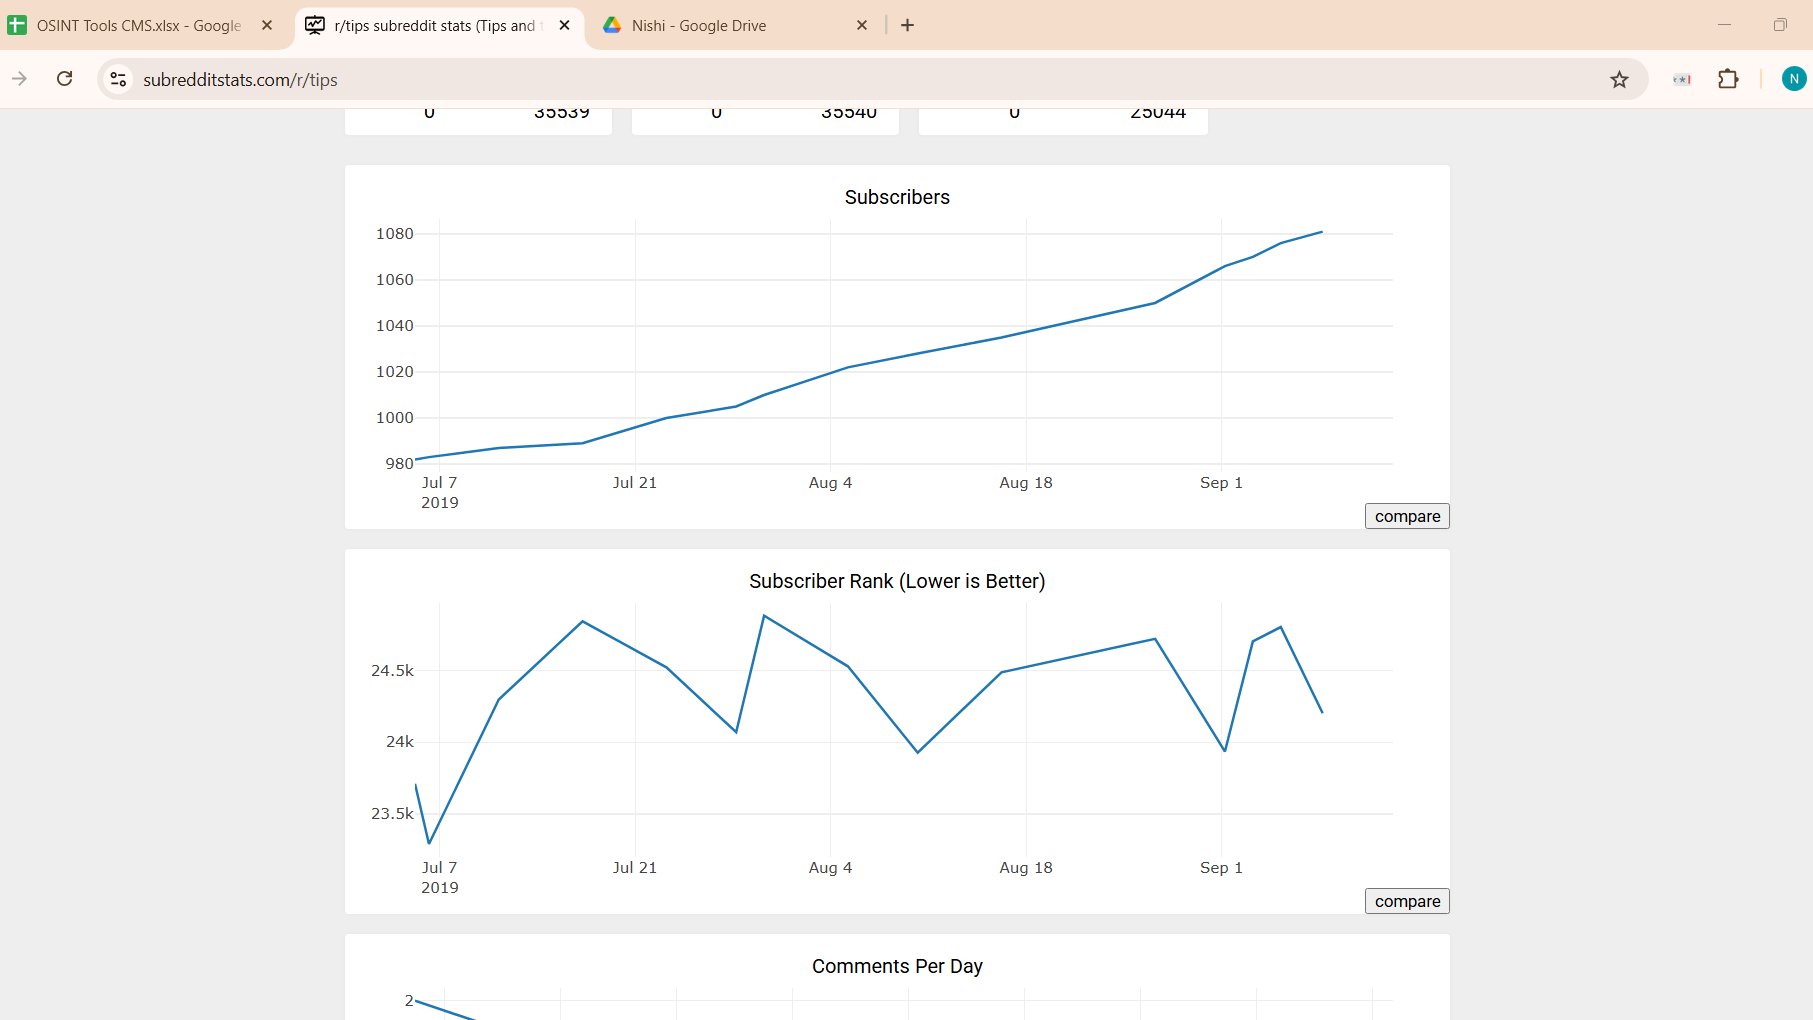 OSINT Tools CMS.xlsx - Google
r/tips subreddit stats (Tips and
Nishi - Google Drive
subredditstats.com/r/tips
N
0 35539 0 35540 0 25044
Subscribers
1080
1060
1040
1020
1000
980
Jul 7 Jul 21 Aug 4 Aug 18 Sep 1
2019
compare
Subscriber Rank (Lower is Better)
24.5k
24k
23.5k
Jul 7 Jul 21 Aug 4 Aug 18 Sep 1
2019
compare
Comments Per Day
2